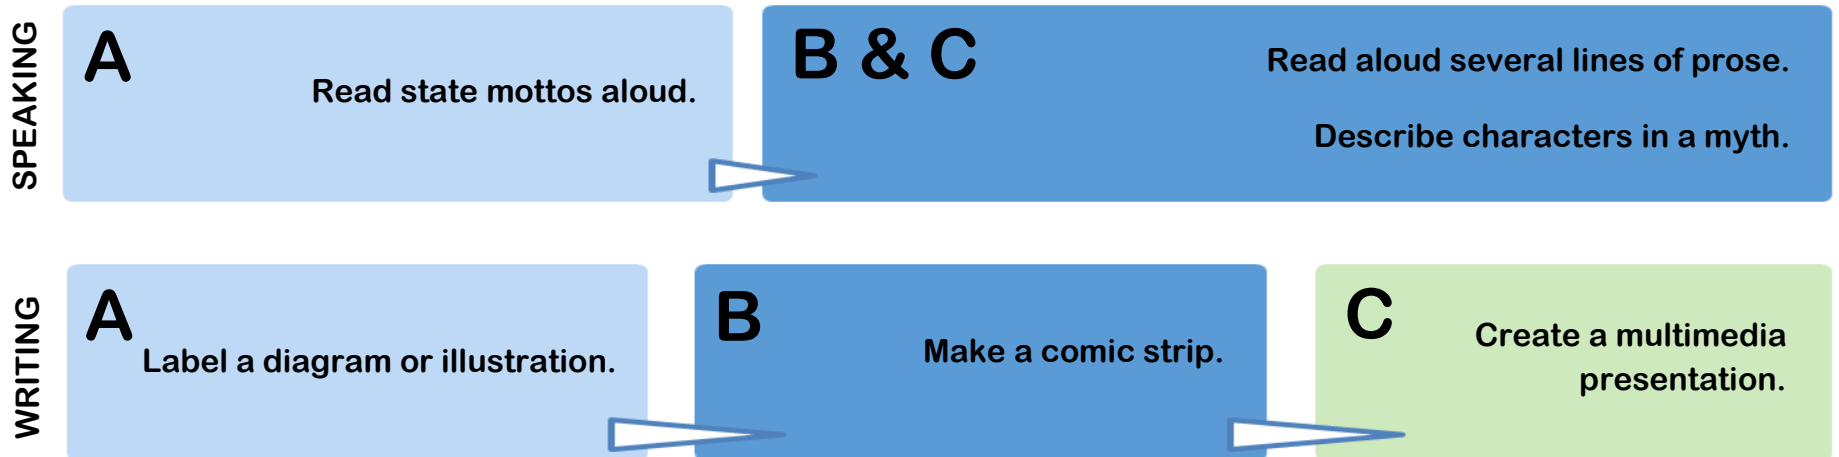 SPEAKING
A
Read state mottos aloud.
B & C
Read aloud several lines of prose.
Describe characters in a myth.
WRITING
A
Label a diagram or illustration.
B
Make a comic strip.
C
Create a multimedia
presentation.